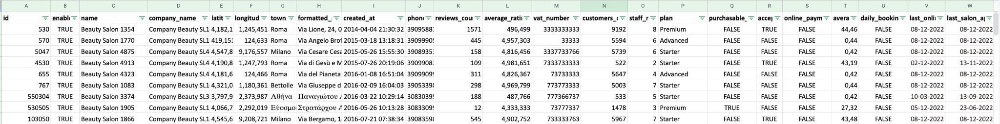 A B C D E F G H I J K L M N O P Q R S T U V W
id enable name company_name latit longitud town formatted_ created_at phone reviews_cou average_rati vat_number customers_c staff_r plan purchasable_ accep online_paym avera daily_bookin last_onli last_salon_a
530 TRUE Beauty Salon 1354 Company Beauty SL1 4,182,1 1,245,451 Roma Via Lione, 24, 0 2014-04-04 21:30:32 39095883 1571 496,499 3333333333 9192 8 Premium FALSE TRUE FALSE 44,46 FALSE 08-12-2022 08-12-2022
570 TRUE Beauty Salon 1770 Company Beauty SL1 419,151 124,633 Roma Via Angelo Brof 2015-03-18 13:18:31 39099905 445 4,957,303 33333 5594 6 Advanced FALSE FALSE FALSE 0,44 FALSE 08-12-2022 08-12-2022
5047 TRUE Beauty Salon 4875 Company Beauty SL4 4,547,8 9,176,557 Milano Via Cesare Cesa 2015-05-26 15:55:30 39089353 158 4,816,456 3337733766 5739 6 Starter FALSE FALSE FALSE 0,42 FALSE 08-12-2022 08-12-2022
4530 TRUE Beauty Salon 4913 Company Beauty SL4 4,190,8 1,247,793 Roma Via di Gesù e M 2015-07-26 20:19:06 39099083 109 4,981,651 7333733333 522 2 Starter FALSE TRUE FALSE 43,19 FALSE 02-12-2022 13-11-2022
655 TRUE Beauty Salon 4323 Company Beauty SL4 4,181,6 124,466 Roma Via del Pianeta 2016-01-08 16:51:04 39099099 311 4,826,367 73733333 5647 4 Advanced FALSE FALSE FALSE 0,42 FALSE 08-12-2022 08-12-2022
767 TRUE Beauty Salon 1083 Company Beauty SL1 4,321,0 1,180,361 Bettolle Via Giuseppe d 2016-02-09 16:04:03 39053398 298 4,969,799 773773333 5003 7 Starter FALSE FALSE FALSE 0,44 FALSE 08-12-2022 08-12-2022
550304 TRUE Beauty Salon 3374 Company Beauty SL3 3,797,9 2,373,987 Αθήνα Παναγιώτου 2016-03-22 10:29:14 30830395 188 487,766 777366737 533 5 Starter FALSE FALSE FALSE 0,42 FALSE 10-03-2022 13-09-2022
530505 TRUE Beauty Salon 1905 Company Beauty SL1 4,066,7 2,292,019 Εύοσμο Στρατάρχου Α 2016-05-26 10:13:28 30833099 12 4,333,333 73777337 1478 3 Premium TRUE FALSE FALSE 27,32 FALSE 05-12-2022 23-06-2022
103050 TRUE Beauty Salon 1866 Company Beauty SL1 4,545,6 9,208,721 Milano Via Bergamo, 1 2016-07-21 07:38:34 39083598 545 4,902,752 733333763 5967 7 Starter FALSE TRUE FALSE 43,48 FALSE 08-12-2022 08-12-2022